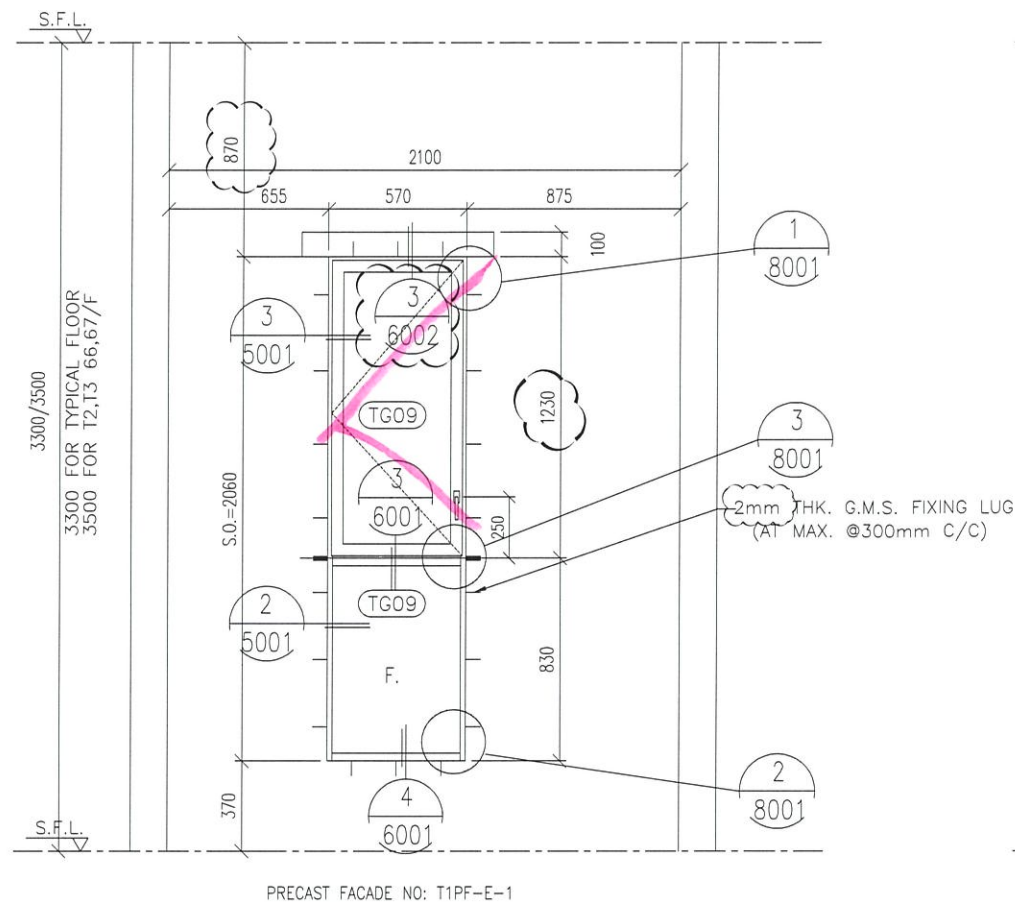 S.F.L.
870
2100
655
570
875
100
1
8001
3
6002
3
5001
3300/3500
3300 FOR TYPICAL FLOOR
3500 FOR T2,T3 66,67/F
TG09
1230
3
8001
3
6001
S.O.=2060
250
2mm THK. G.M.S. FIXING LUG
(AT MAX. @300mm C/C)
TG09
2
5001
830
F.
2
8001
370
4
6001
S.F.L.
PRECAST FACADE NO: T1PF-E-1